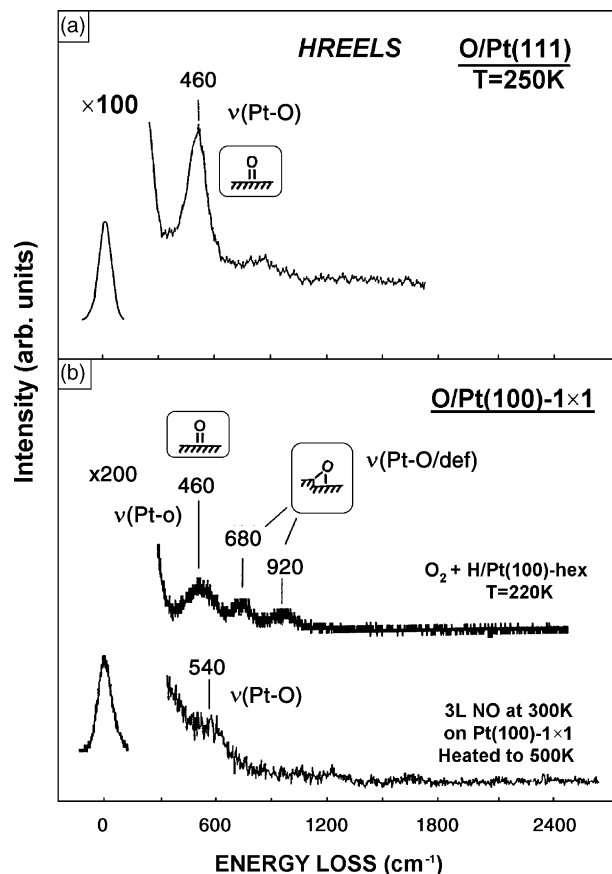 (a)
HREELS
O/Pt(111)
T=250K
×100
460
ν(Pt-O)
O
Intensity (arb. units)
(b)
O/Pt(100)-1×1
O
x200
460
ν(Pt-o)
O
ν(Pt-O/def)
680
920
O₂ + H/Pt(100)-hex
T=220K
540
ν(Pt-O)
3L NO at 300K
on Pt(100)-1×1
Heated to 500K
0 600 1200 1800 2400
ENERGY LOSS (cm⁻¹)